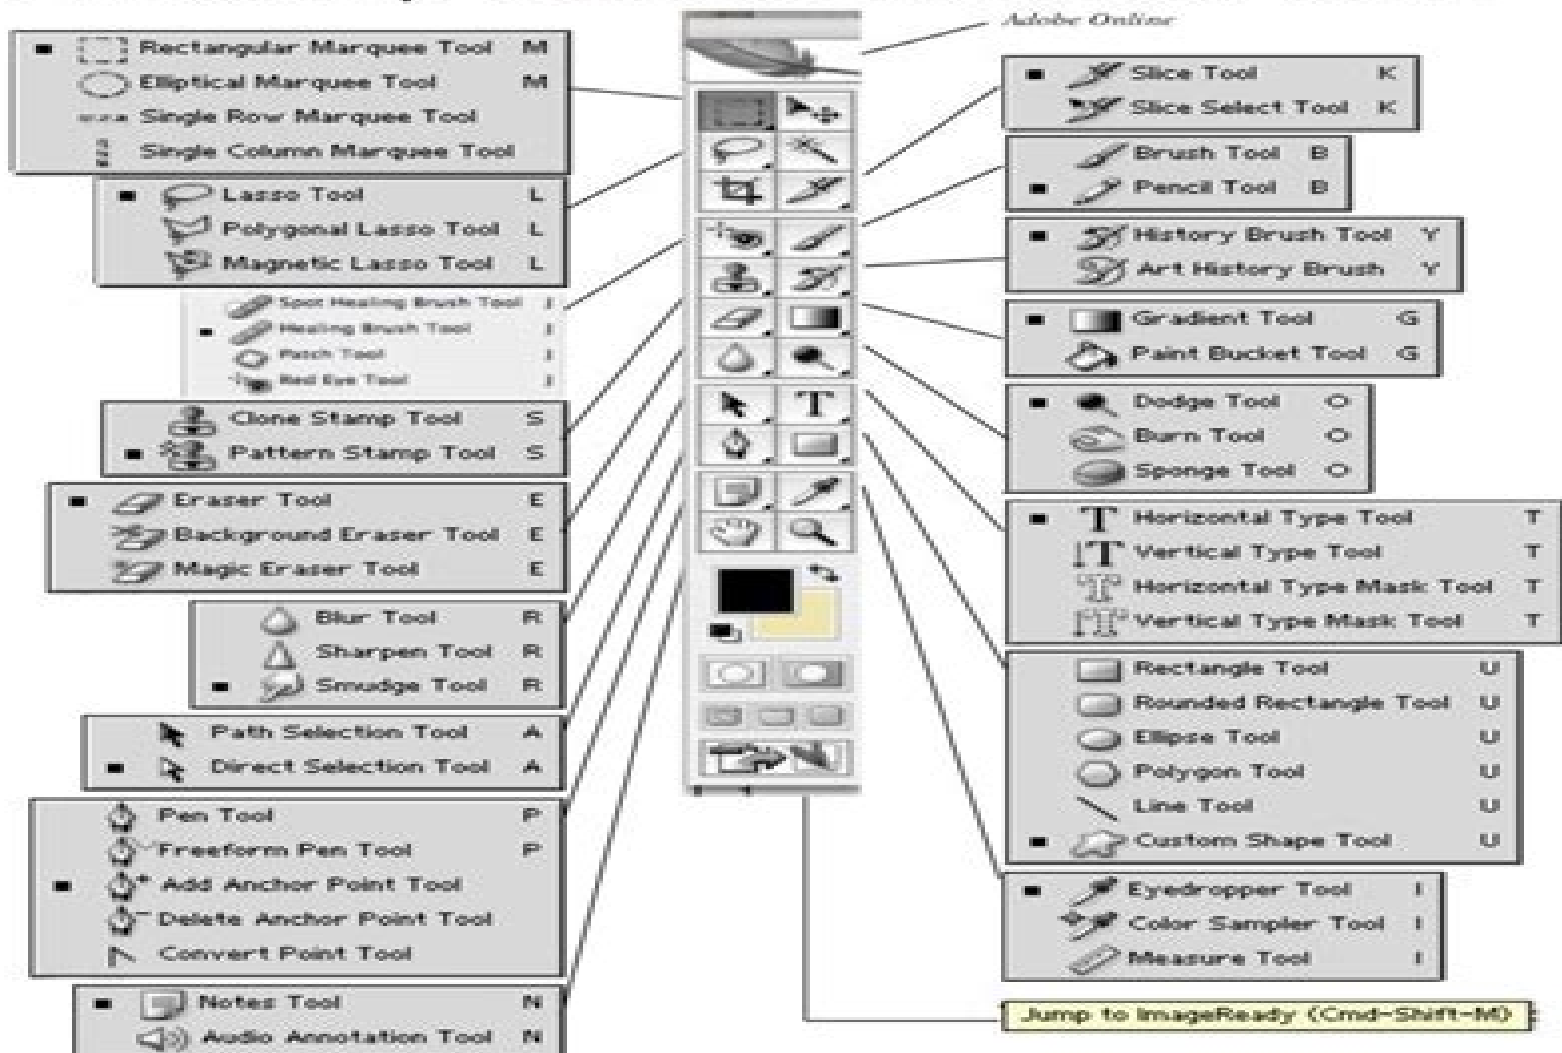 Adobe Online
Rectangular Marquee Tool M
Elliptical Marquee Tool M
Single Row Marquee Tool
Single Column Marquee Tool
Lasso Tool L
Polygonal Lasso Tool L
Magnetic Lasso Tool L
Spot Healing Brush Tool J
Healing Brush Tool J
Patch Tool J
Red Eye Tool J
Clone Stamp Tool S
Pattern Stamp Tool S
Eraser Tool E
Background Eraser Tool E
Magic Eraser Tool E
Blur Tool R
Sharpen Tool R
Smudge Tool R
Path Selection Tool A
Direct Selection Tool A
Pen Tool P
Freeform Pen Tool P
Add Anchor Point Tool
Delete Anchor Point Tool
Convert Point Tool
Notes Tool N
Audio Annotation Tool N
Slice Tool K
Slice Select Tool K
Brush Tool B
Pencil Tool B
History Brush Tool Y
Art History Brush Y
Gradient Tool G
Paint Bucket Tool G
Dodge Tool O
Burn Tool O
Sponge Tool O
Horizontal Type Tool T
Vertical Type Tool T
Horizontal Type Mask Tool T
Vertical Type Mask Tool T
Rectangle Tool U
Rounded Rectangle Tool U
Ellipse Tool U
Polygon Tool U
Line Tool U
Custom Shape Tool U
Eyedropper Tool I
Color Sampler Tool I
Measure Tool I
Jump to ImageReady (Cmd-Shift-M)